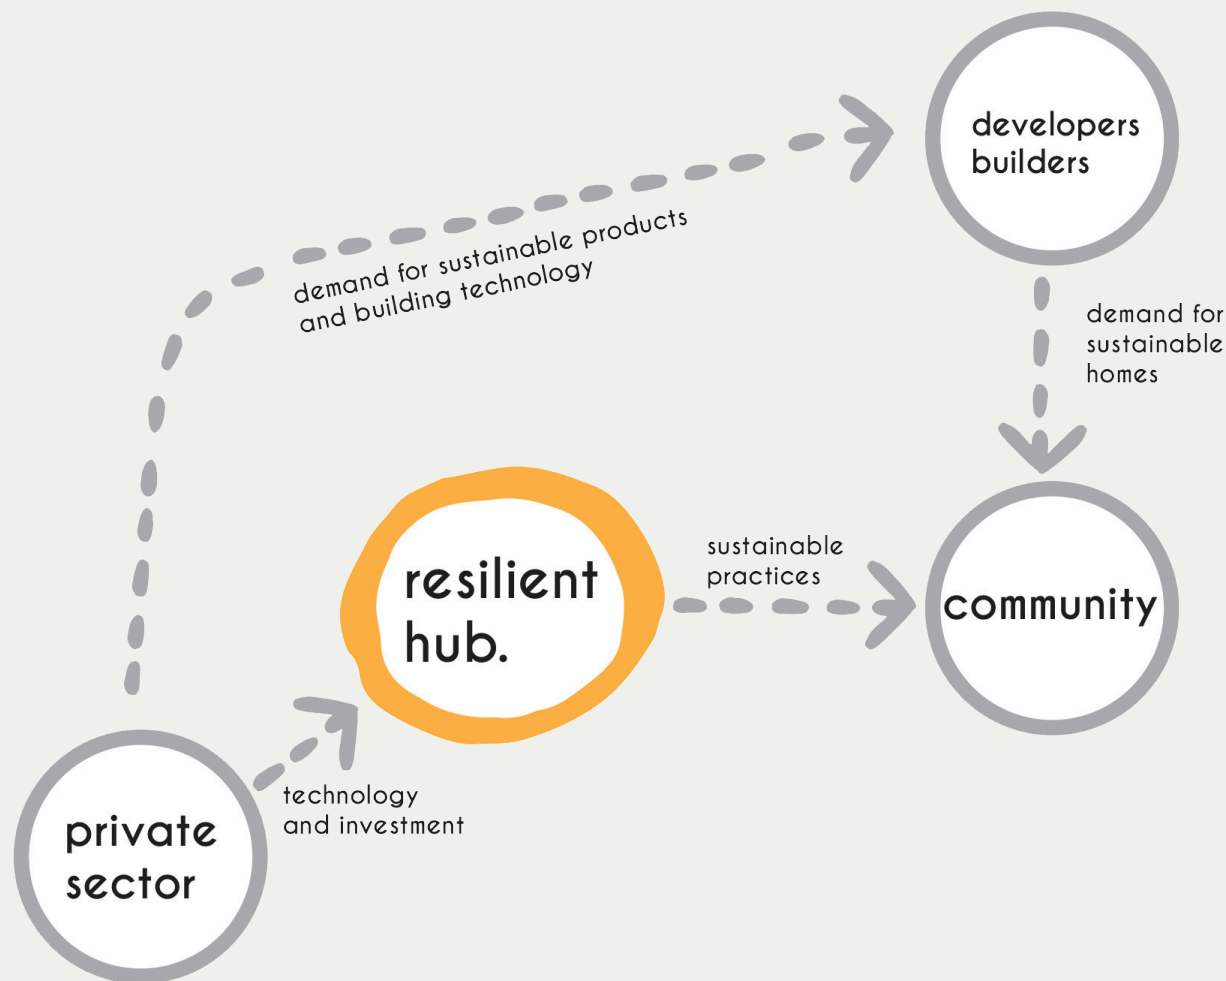 developers
builders
demand for sustainable products
and building technology
demand for
sustainable
homes
resilient
hub.
sustainable
practices
community
technology
and investment
private
sector